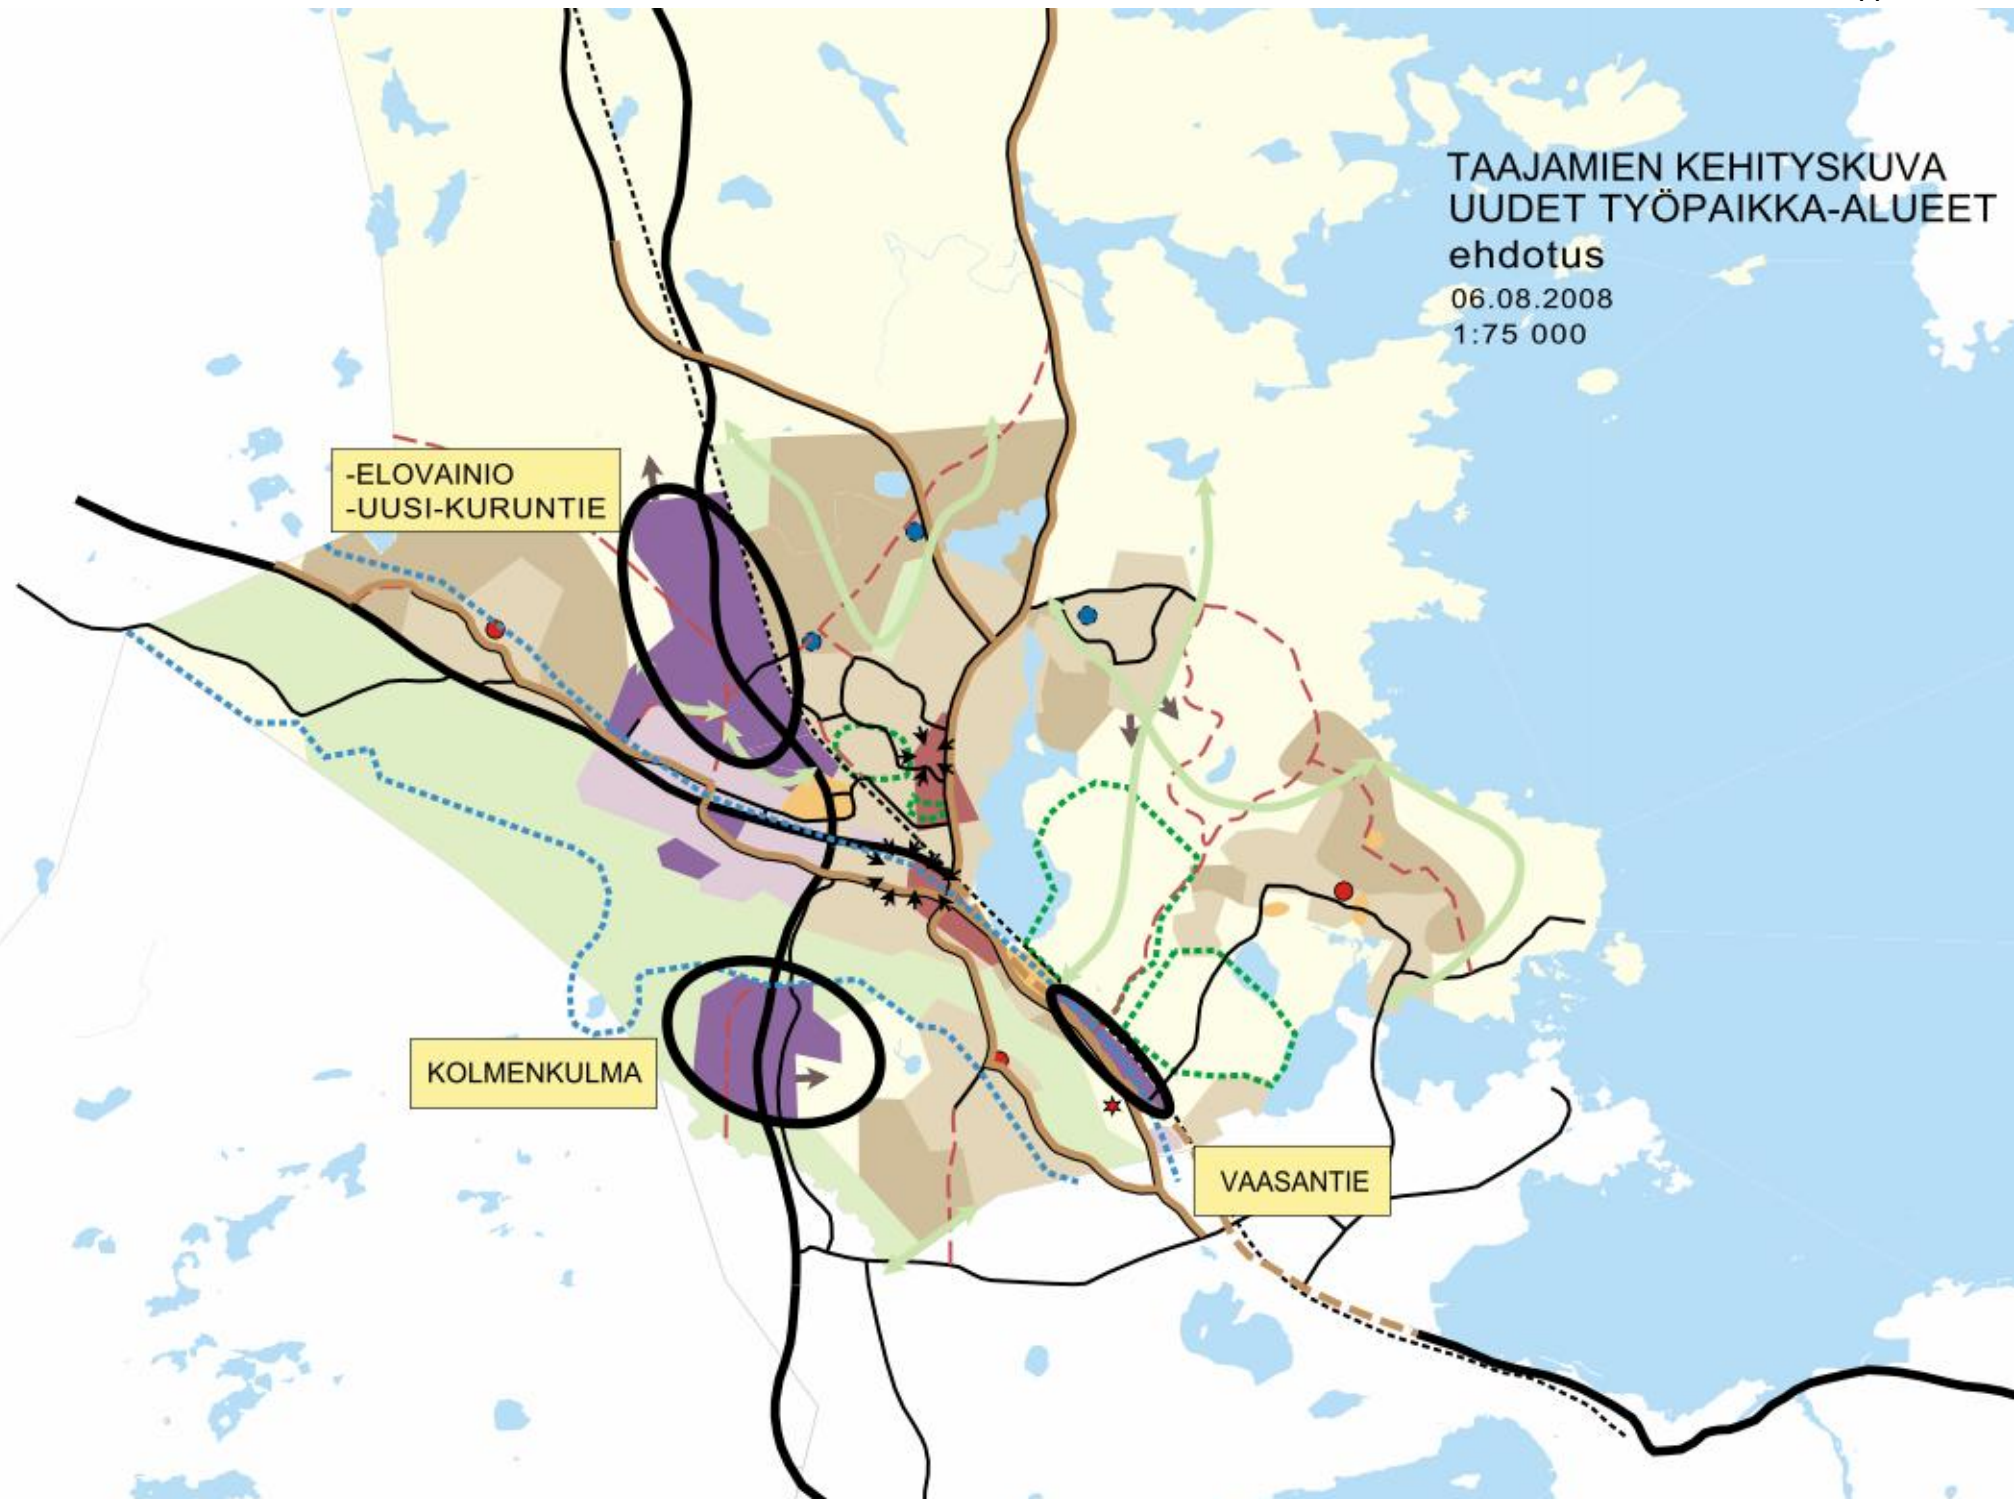 TAAJAMIEN KEHITYSKUVA
UUDET TYÖPAIKKA-ALUEET
ehdotus
06.08.2008
1:75 000
-ELOVAINIO
-UUSI-KURUNTIE
KOLMENKULMA
VAASANTIE